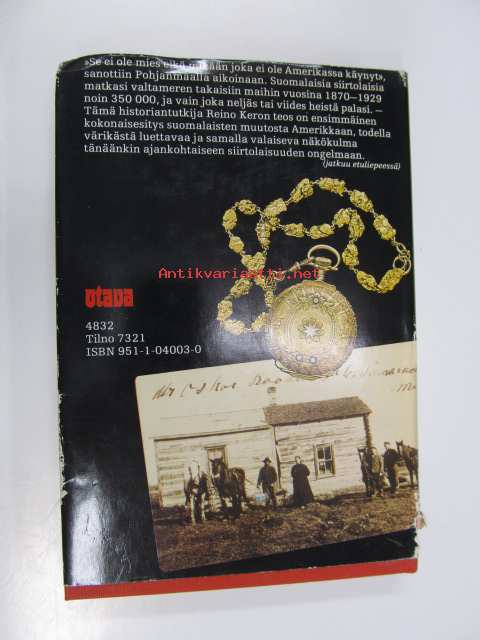 »Se ei ole mies eikä mikään joka ei ole Amerikassa käynyt»,
sanottiin Pohjanmaalla aikoinaan. Suomalaisia siirtolaisia
matkasi valtameren takaisiin maihin vuosina 1870–1929
noin 350 000, ja vain joka neljäs tai viides heistä palasi. —
Tämä historiantutkija Reino Keron teos on ensimmäinen
kokonaisesitys suomalaisten muutosta Amerikkaan, todella
värikästä luettavaa ja samalla valaiseva näkökulma
tänäänkin ajankohtaiseen siirtolaisuuden ongelmaan.
(jatkuu etuliepeessä)
Antikvariaatti.net
otava
4832
Tilno 7321
ISBN 951-1-04003-0
Oskar